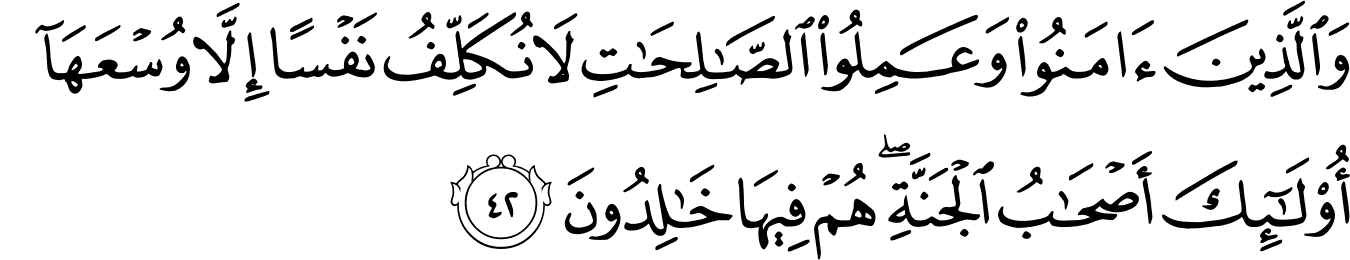 وَٱلَّذِينَ ءَامَنُوا۟ وَعَمِلُوا۟ ٱلصَّـٰلِحَـٰتِ لَا نُكَلِّفُ نَفْسًا إِلَّا وُسْعَهَآ
أُو۟لَـٰٓئِكَ أَصْحَـٰبُ ٱلْجَنَّةِ ۖ هُمْ فِيهَا خَـٰلِدُونَ ٤٢